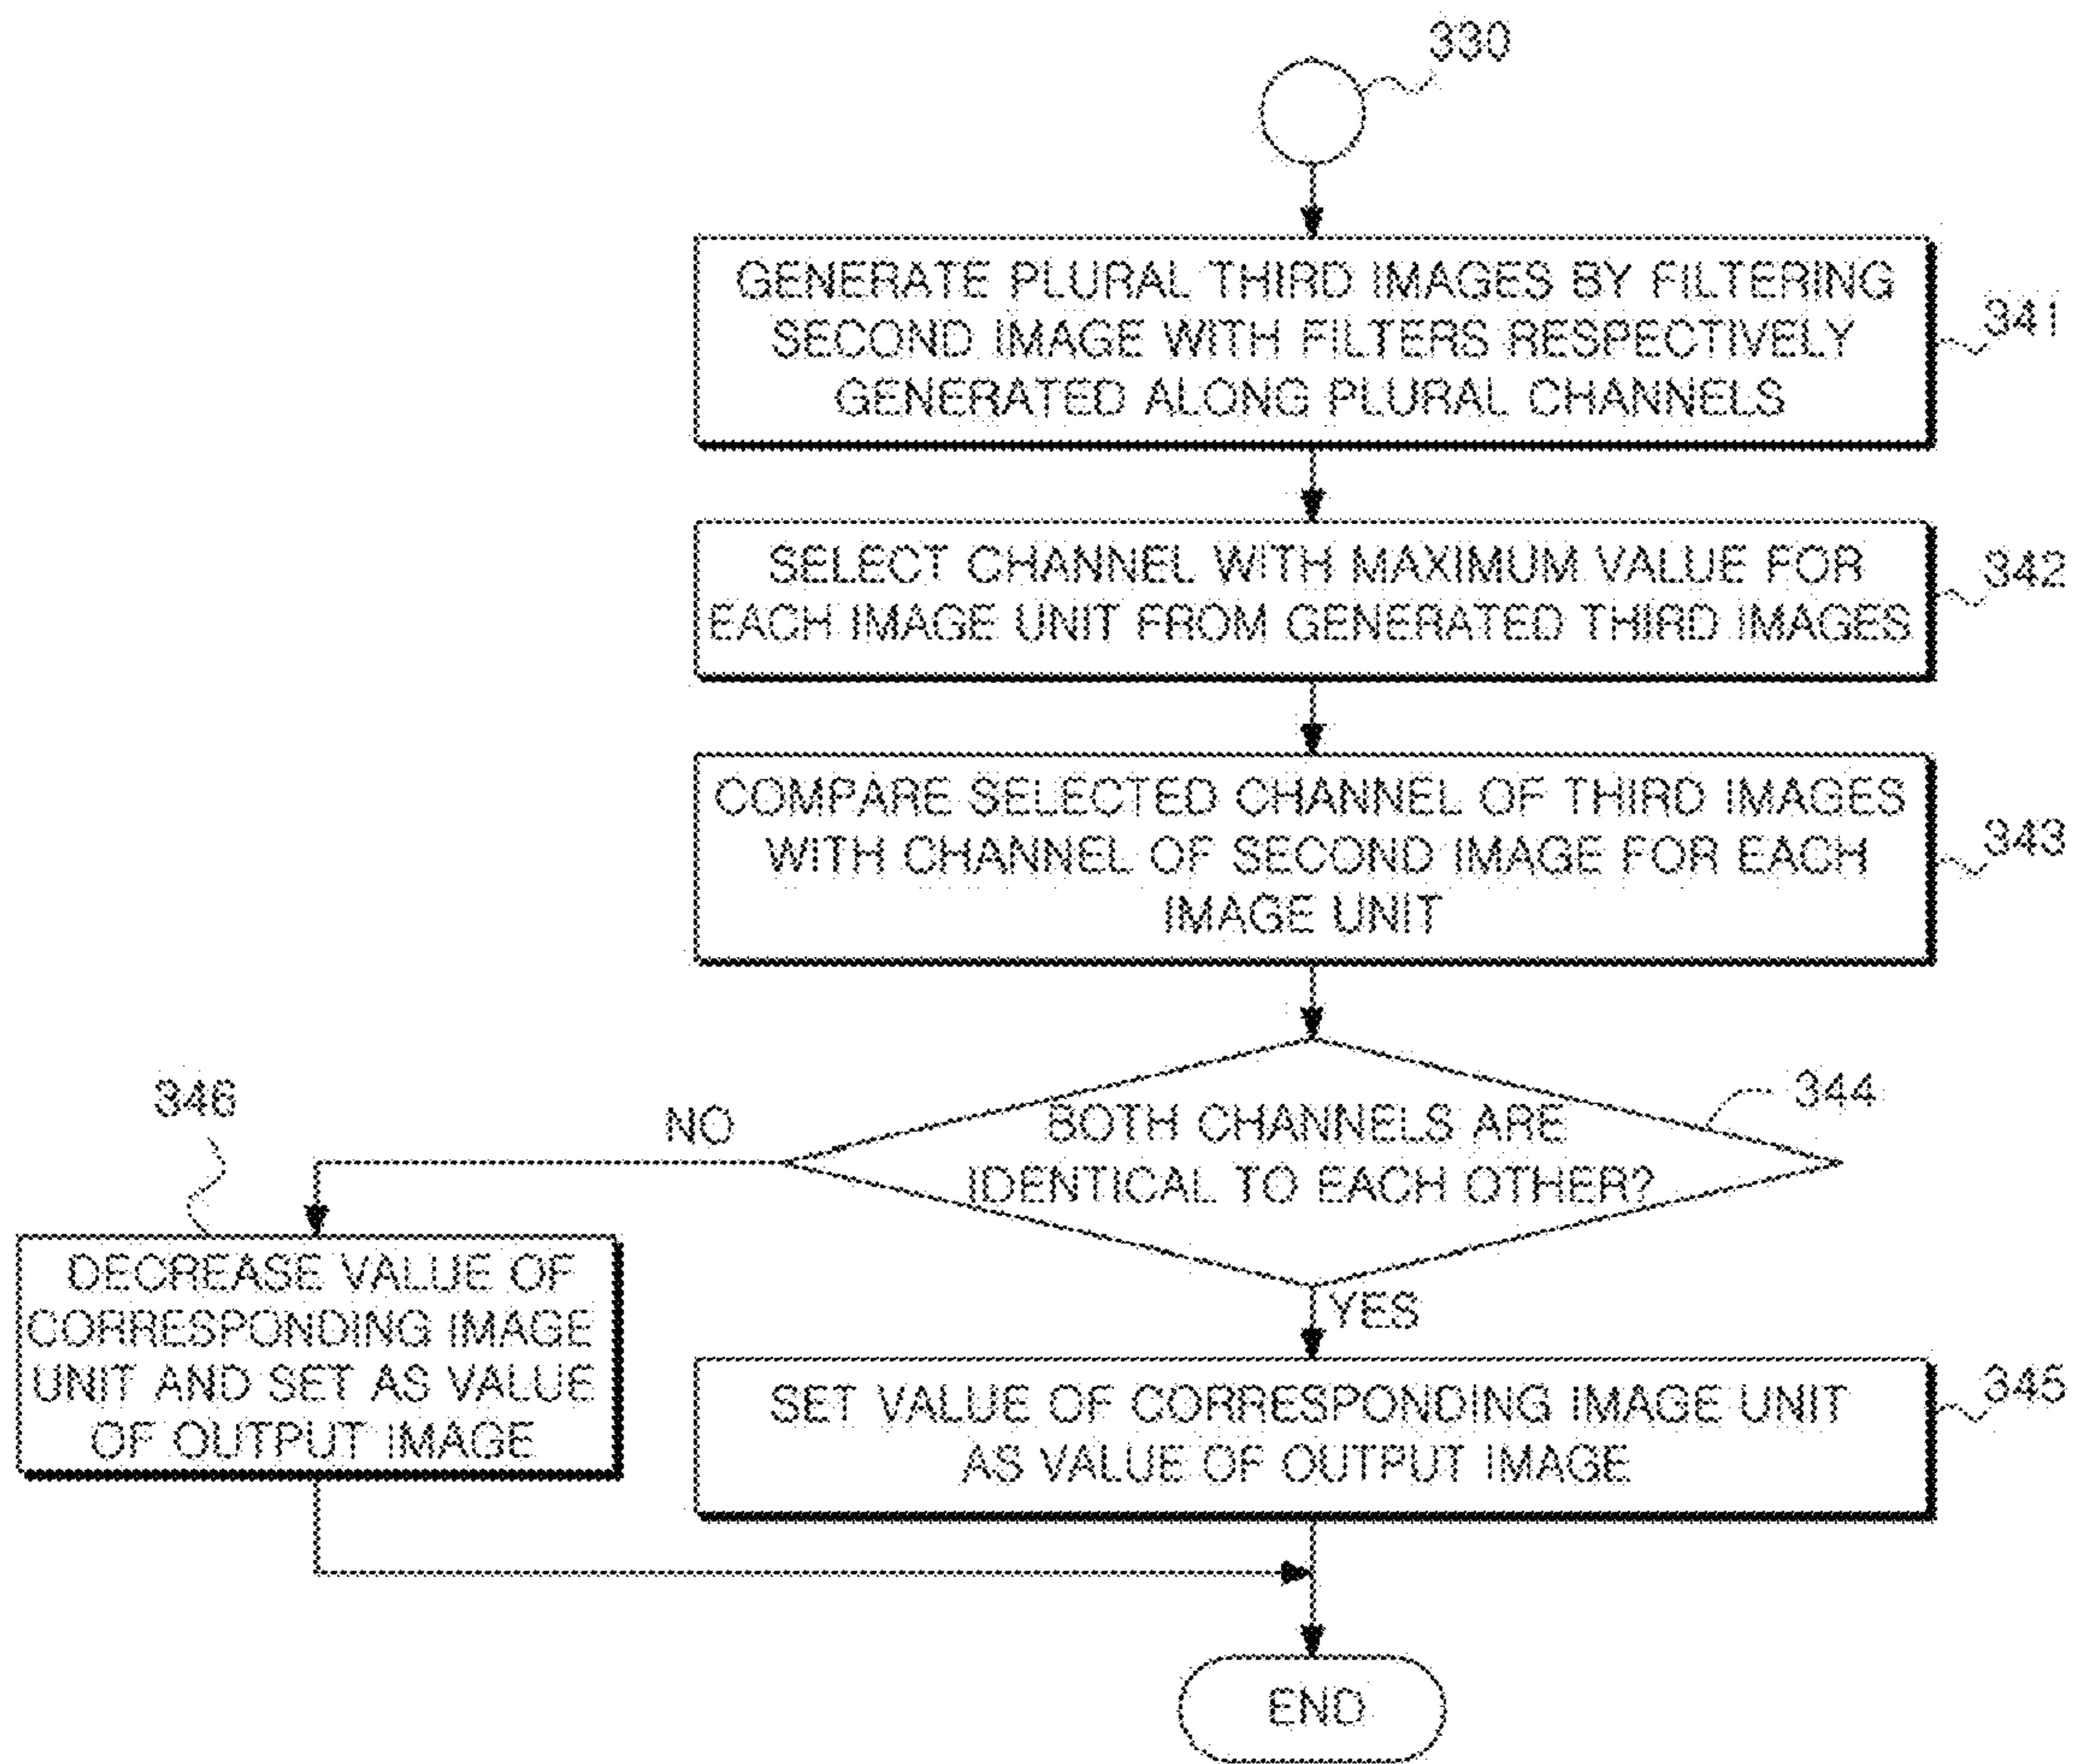 330
GENERATE PLURAL THIRD IMAGES BY FILTERING
SECOND IMAGE WITH FILTERS RESPECTIVELY
GENERATED ALONG PLURAL CHANNELS
341
SELECT CHANNEL WITH MAXIMUM VALUE FOR
EACH IMAGE UNIT FROM GENERATED THIRD IMAGES
342
COMPARE SELECTED CHANNEL OF THIRD IMAGES
WITH CHANNEL OF SECOND IMAGE FOR EACH
IMAGE UNIT
343
BOTH CHANNELS ARE
IDENTICAL TO EACH OTHER?
344
NO
346
DECREASE VALUE OF
CORRESPONDING IMAGE
UNIT AND SET AS VALUE
OF OUTPUT IMAGE
YES
SET VALUE OF CORRESPONDING IMAGE UNIT
AS VALUE OF OUTPUT IMAGE
345
END